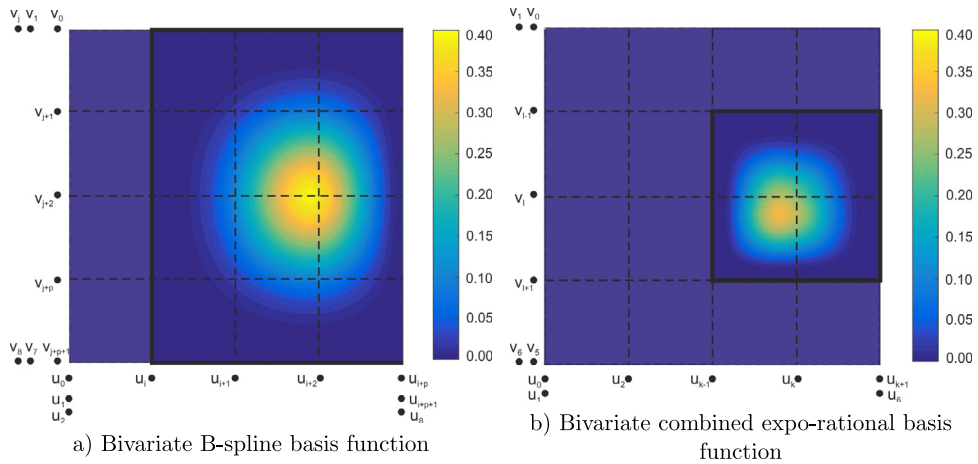 v_j v_1 v_0
v_{j+1}
v_{j+2}
v_{j+p}
v_8 v_7 v_{j+p+1}
u_0 u_i u_{i+1} u_{i+2} u_{i+p}
u_1 u_{i+p+1}
u_2 u_8
0.40
0.35
0.30
0.25
0.20
0.15
0.10
0.05
0.00
a) Bivariate B-spline basis function
v_1 v_0
v_{l-1}
v_l
v_{l+1}
v_6 v_5
u_0 u_2 u_{k-1} u_k u_{k+1}
u_1 u_6
0.40
0.35
0.30
0.25
0.20
0.15
0.10
0.05
0.00
b) Bivariate combined expo-rational basis
function